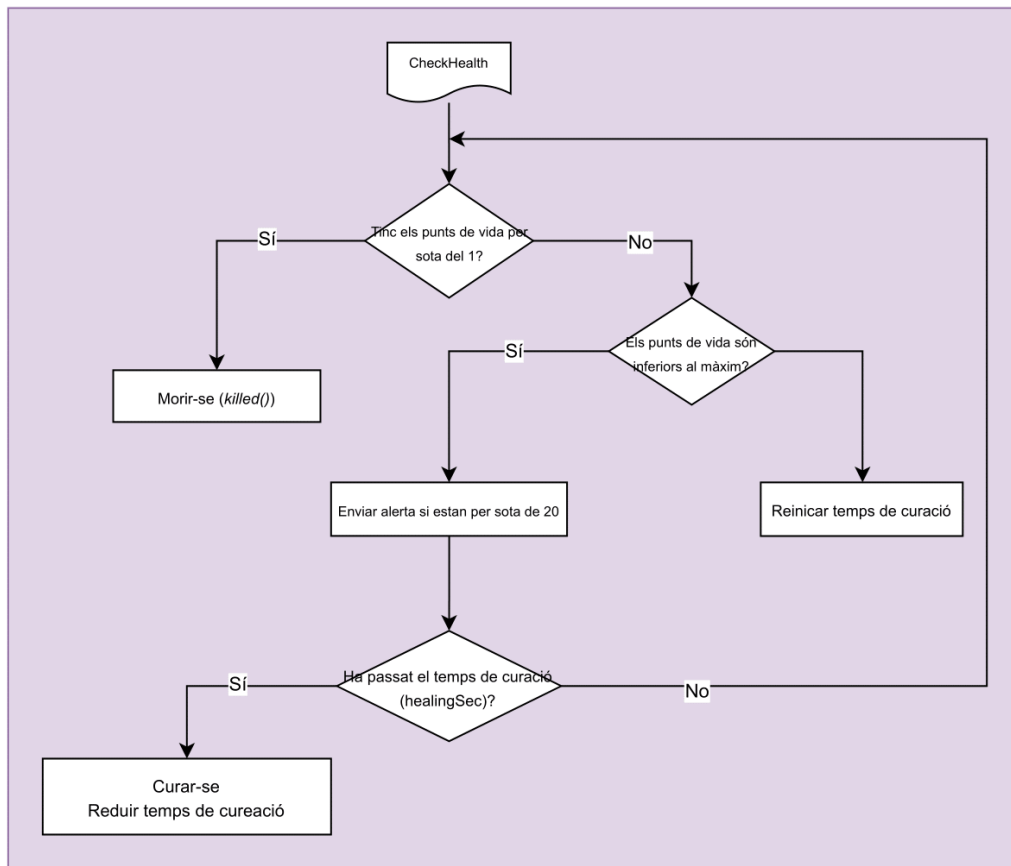 CheckHealth
Tinc els punts de vida per
sota del 1?
Sí
No
Els punts de vida són
inferiors al màxim?
Sí
Morir-se (killed())
Enviar alerta si estan per sota de 20
Reinicar temps de curació
Ha passat el temps de curació
(healingSec)?
Sí
No
Curar-se
Reduir temps de cureació